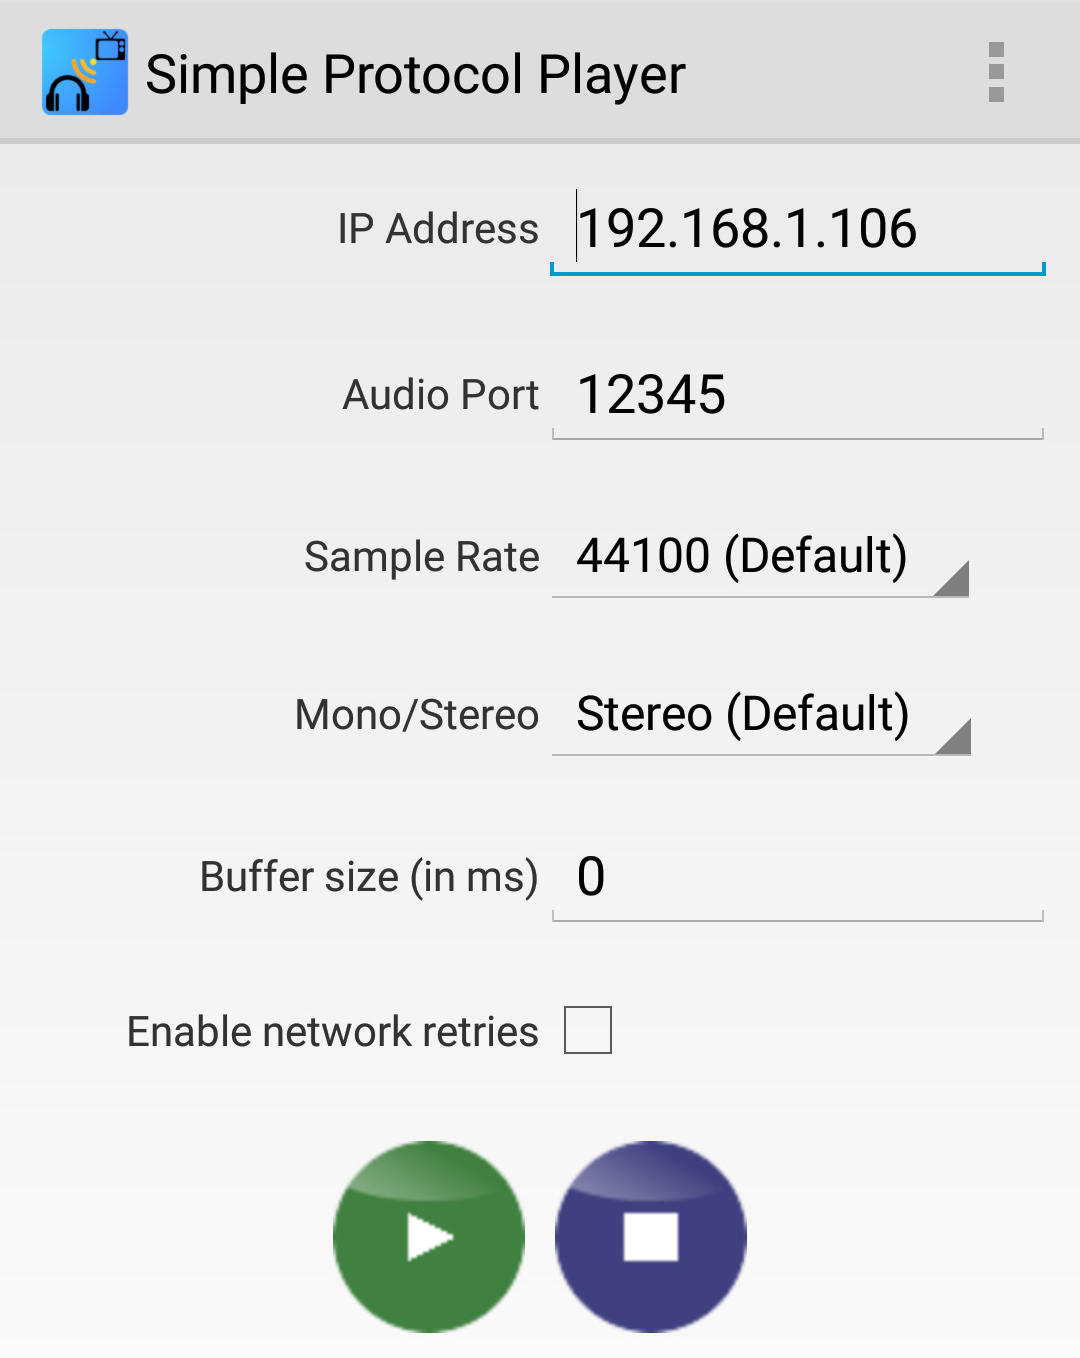 Simple Protocol Player
IP Address 192.168.1.106
Audio Port 12345
Sample Rate 44100 (Default)
Mono/Stereo Stereo (Default)
Buffer size (in ms) 0
Enable network retries